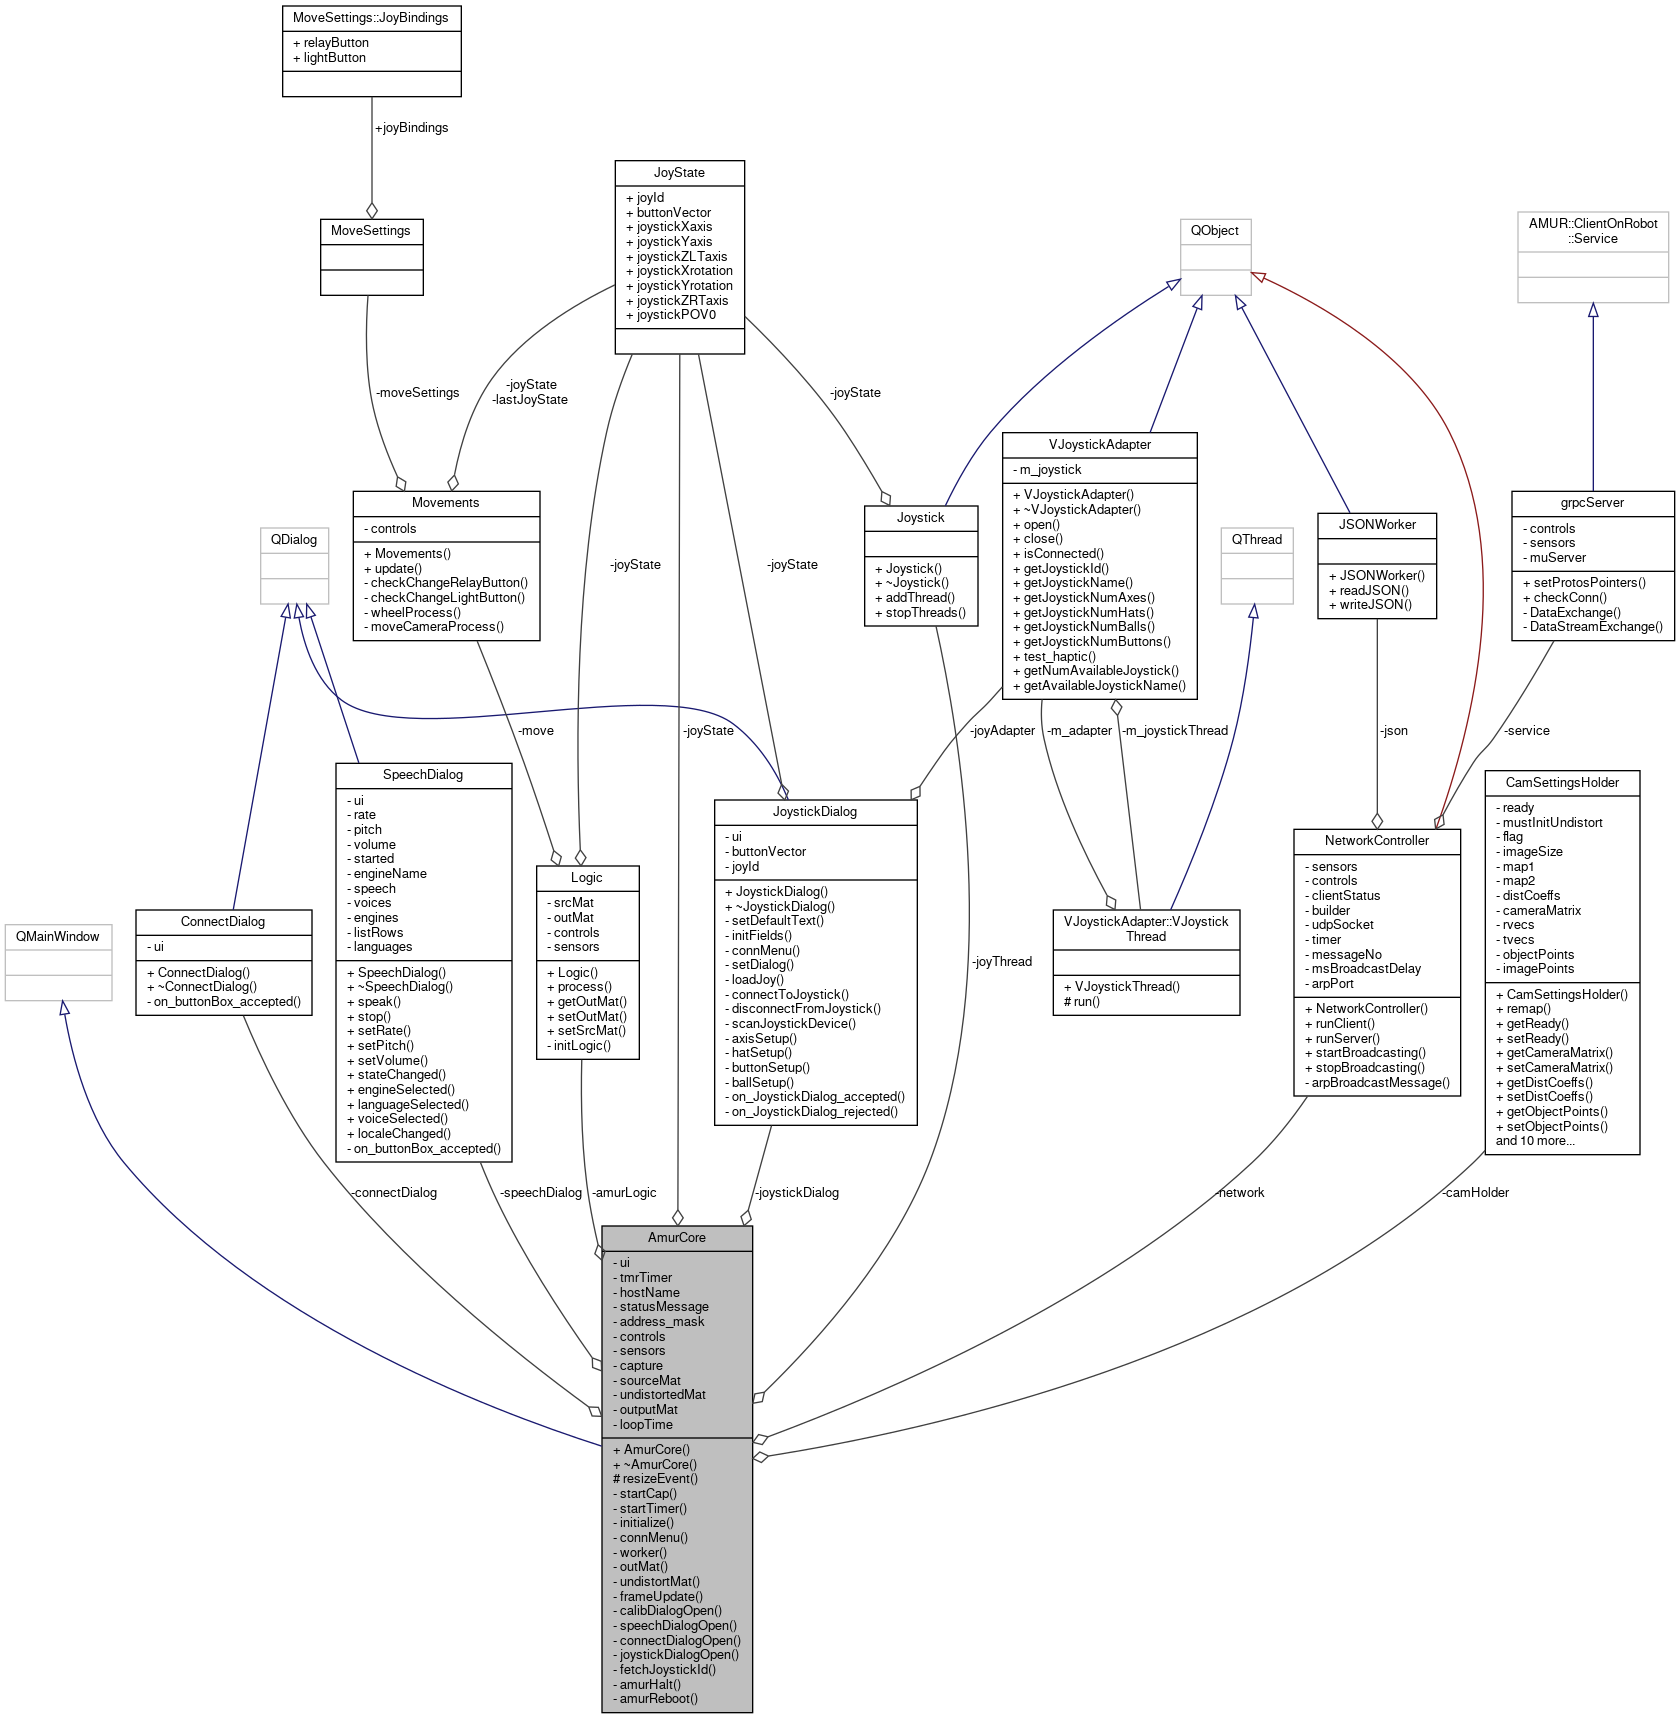 MoveSettings::JoyBindings
+ relayButton
+ lightButton
+joyBindings
MoveSettings
-moveSettings
JoyState
+ joyId
+ buttonVector
+ joystickXaxis
+ joystickYaxis
+ joystickZLTaxis
+ joystickXrotation
+ joystickYrotation
+ joystickZRTaxis
+ joystickPOV0
-joyState
-lastJoyState
-joyState
QObject
AMUR::ClientOnRobot
::Service
VJoystickAdapter
- m_joystick
+ VJoystickAdapter()
+ ~VJoystickAdapter()
+ open()
+ close()
+ isConnected()
+ getJoystickId()
+ getJoystickName()
+ getJoystickNumAxes()
+ getJoystickNumHats()
+ getJoystickNumBalls()
+ getJoystickNumButtons()
+ test_haptic()
+ getNumAvailableJoystick()
+ getAvailableJoystickName()
Movements
- controls
+ Movements()
+ update()
- checkChangeRelayButton()
- checkChangeLightButton()
- wheelProcess()
- moveCameraProcess()
Joystick
+ Joystick()
+ ~Joystick()
+ addThread()
+ stopThreads()
QDialog
QThread
JSONWorker
+ JSONWorker()
+ readJSON()
+ writeJSON()
grpcServer
- controls
- sensors
- muServer
+ setProtosPointers()
+ checkConn()
- DataExchange()
- DataStreamExchange()
-joyState
-joyState
-move
-joyState
-joyAdapter
-m_adapter
-m_joystickThread
-json
-service
SpeechDialog
- ui
- rate
- pitch
- volume
- started
- engineName
- speech
- voices
- engines
- listRows
- languages
+ SpeechDialog()
+ ~SpeechDialog()
+ speak()
+ stop()
+ setRate()
+ setPitch()
+ setVolume()
+ stateChanged()
+ engineSelected()
+ languageSelected()
+ voiceSelected()
+ localeChanged()
- on_buttonBox_accepted()
CamSettingsHolder
- ready
- mustInitUndistort
- flag
- imageSize
- map1
- map2
- distCoeffs
- cameraMatrix
- rvecs
- tvecs
- objectPoints
- imagePoints
+ CamSettingsHolder()
+ remap()
+ getReady()
+ setReady()
+ getCameraMatrix()
+ setCameraMatrix()
+ getDistCoeffs()
+ setDistCoeffs()
+ getObjectPoints()
+ setObjectPoints()
and 10 more...
JoystickDialog
- ui
- buttonVector
- joyId
+ JoystickDialog()
+ ~JoystickDialog()
- setDefaultText()
- initFields()
- connMenu()
- setDialog()
- loadJoy()
- connectToJoystick()
- disconnectFromJoystick()
- scanJoystickDevice()
- axisSetup()
- hatSetup()
- buttonSetup()
- ballSetup()
- on_JoystickDialog_accepted()
- on_JoystickDialog_rejected()
NetworkController
- sensors
- controls
- clientStatus
- builder
- udpSocket
- timer
- messageNo
- msBroadcastDelay
- arpPort
+ NetworkController()
+ runClient()
+ runServer()
+ startBroadcasting()
+ stopBroadcasting()
- arpBroadcastMessage()
Logic
- srcMat
- outMat
- controls
- sensors
+ Logic()
+ process()
+ getOutMat()
+ setOutMat()
+ setSrcMat()
- initLogic()
QMainWindow
ConnectDialog
- ui
+ ConnectDialog()
+ ~ConnectDialog()
- on_buttonBox_accepted()
VJoystickAdapter::VJoystick
Thread
+ VJoystickThread()
# run()
-joyThread
-connectDialog
-speechDialog
-amurLogic
-joystickDialog
-network
-camHolder
AmurCore
- ui
- tmrTimer
- hostName
- statusMessage
- address_mask
- controls
- sensors
- capture
- sourceMat
- undistortedMat
- outputMat
- loopTime
+ AmurCore()
+ ~AmurCore()
# resizeEvent()
- startCap()
- startTimer()
- initialize()
- connMenu()
- worker()
- outMat()
- undistortMat()
- frameUpdate()
- calibDialogOpen()
- speechDialogOpen()
- connectDialogOpen()
- joystickDialogOpen()
- fetchJoystickId()
- amurHalt()
- amurReboot()